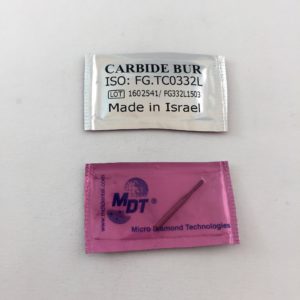 CARBIDE BUR
ISO: FG.TC0332L
LOT 1602541/ FG332L1503
Made in Israel
MDT®
Micro Diamond Technologies